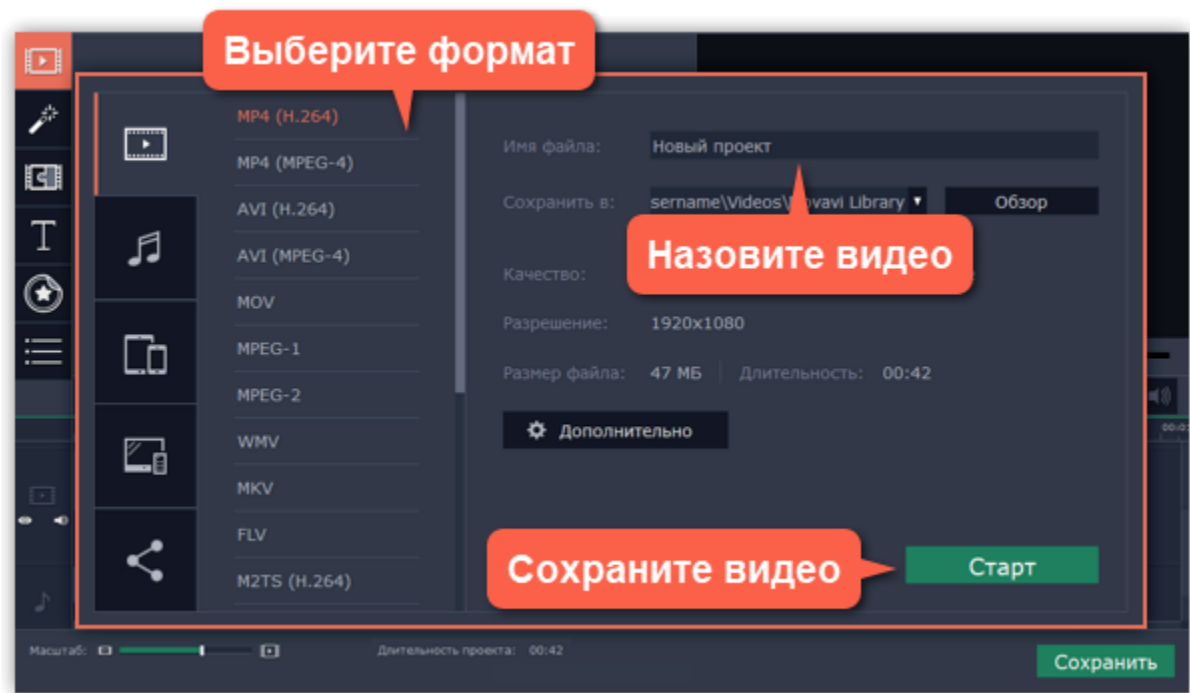 Выберите формат
MP4 (H.264)
MP4 (MPEG-4)
AVI (H.264)
AVI (MPEG-4)
MOV
MPEG-1
MPEG-2
WMV
MKV
FLV
M2TS (H.264)
Имя файла: Новый проект
Сохранить в: sername\Videos\ Library Обзор
Назовите видео
Качество:
Разрешение: 1920x1080
Размер файла: 47 МБ Длительность: 00:42
Дополнительно
Сохраните видео
Старт
Масштаб: Длительность проекта: 00:42
Сохранить